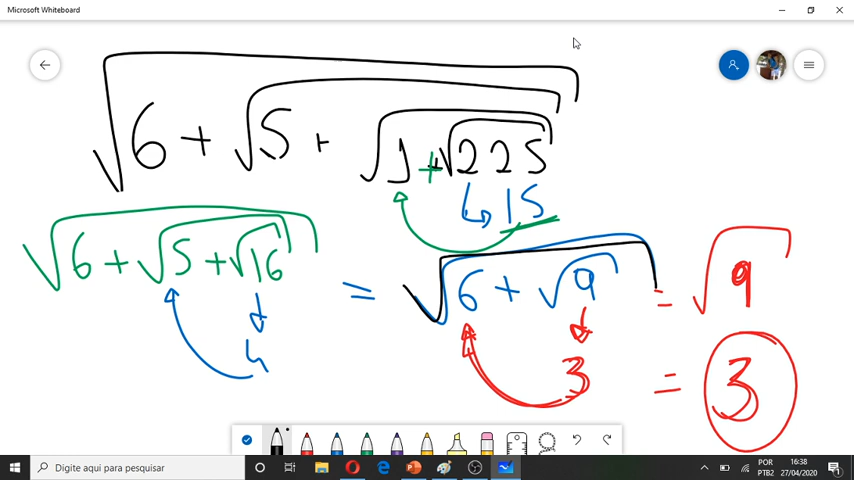 Microsoft Whiteboard
√6 + √5 + √1 + √225
↳ 15
√6 + √5 + √16
= √6 + √9
= √9
4
3
= 3
Digite aqui para pesquisar
POR
PTB2
16:38
27/04/2020